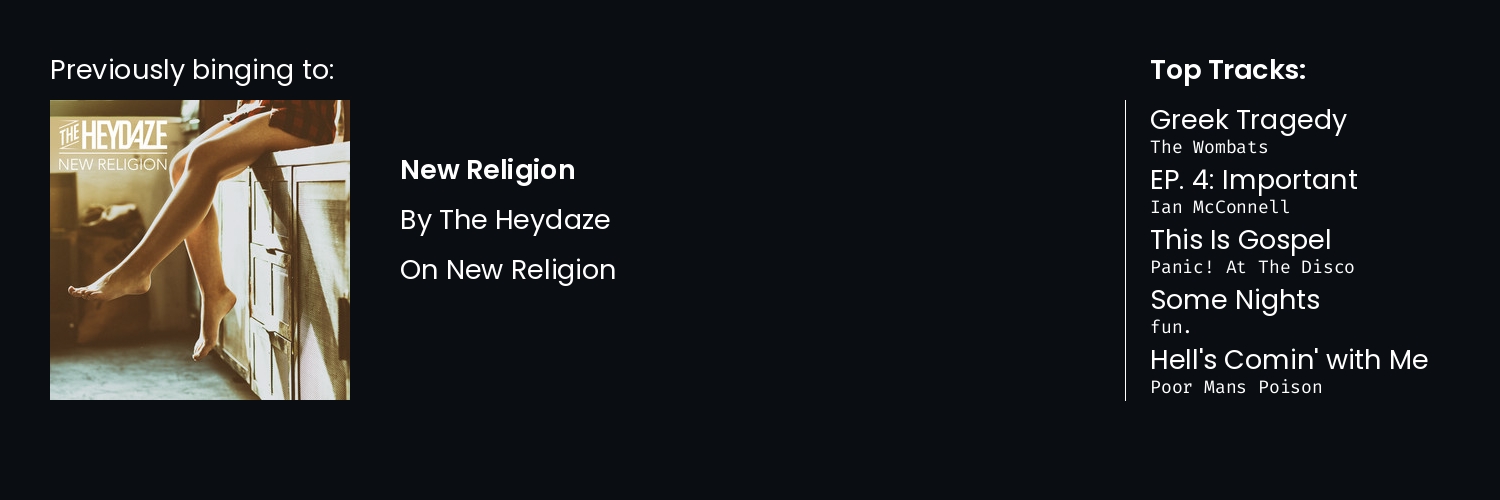 Previously binging to:
THE HEYDAZE
NEW RELIGION
New Religion
By The Heydaze
On New Religion
Top Tracks:
Greek Tragedy
The Wombats
EP. 4: Important
Ian McConnell
This Is Gospel
Panic! At The Disco
Some Nights
fun.
Hell's Comin' with Me
Poor Mans Poison